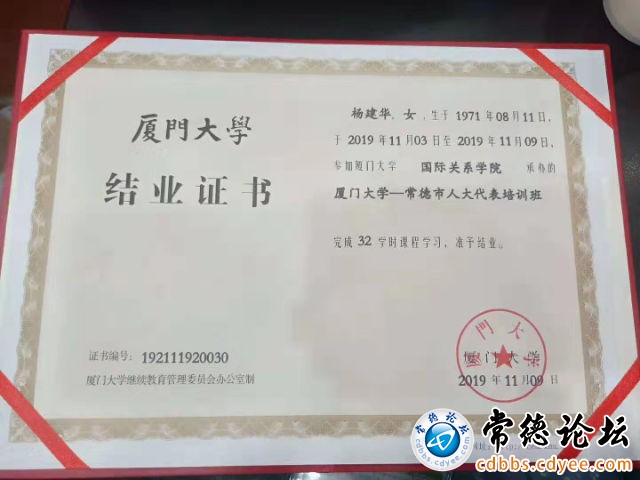 厦門大學
结业证书
杨建华，女，生于1971年08月11日，
于2019年11月03日至2019年11月09日，
参加厦门大学 国际关系学院 承办的
厦门大学—常德市人大代表培训班
完成32学时课程学习，准予结业。
证书编号：192111920030
厦门大学继续教育管理委员会办公室制
厦門大學
厦门大学
2019年11月09日
常德论坛
cdbbs.cdyee.com